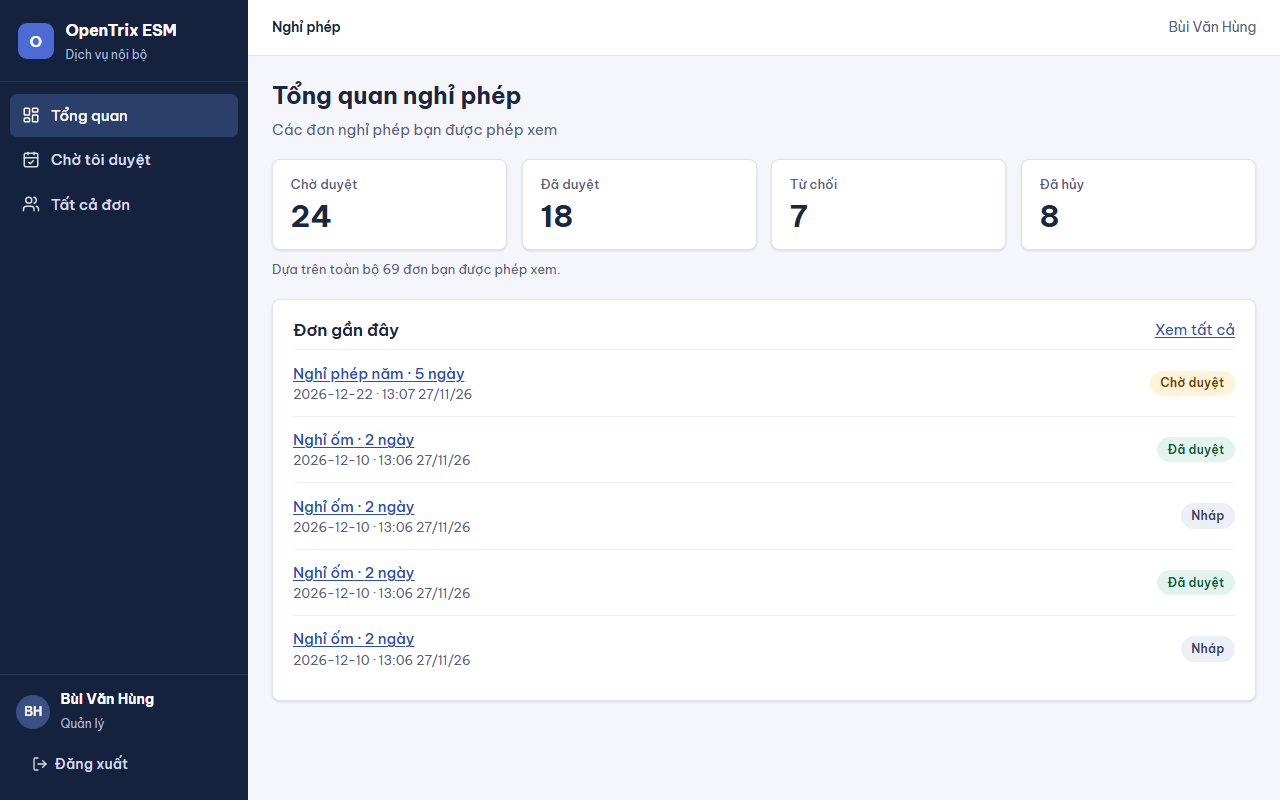 O
OpenTrix ESM
Dịch vụ nội bộ
Tổng quan
Chờ tôi duyệt
Tất cả đơn
BH
Bùi Văn Hùng
Quản lý
Đăng xuất
Nghỉ phép
Bùi Văn Hùng
Tổng quan nghỉ phép
Các đơn nghỉ phép bạn được phép xem
Chờ duyệt
24
Đã duyệt
18
Từ chối
7
Đã hủy
8
Dựa trên toàn bộ 69 đơn bạn được phép xem.
Đơn gần đây
Xem tất cả
Nghỉ phép năm · 5 ngày
2026-12-22 · 13:07 27/11/26
Chờ duyệt
Nghỉ ốm · 2 ngày
2026-12-10 · 13:06 27/11/26
Đã duyệt
Nghỉ ốm · 2 ngày
2026-12-10 · 13:06 27/11/26
Nháp
Nghỉ ốm · 2 ngày
2026-12-10 · 13:06 27/11/26
Đã duyệt
Nghỉ ốm · 2 ngày
2026-12-10 · 13:06 27/11/26
Nháp